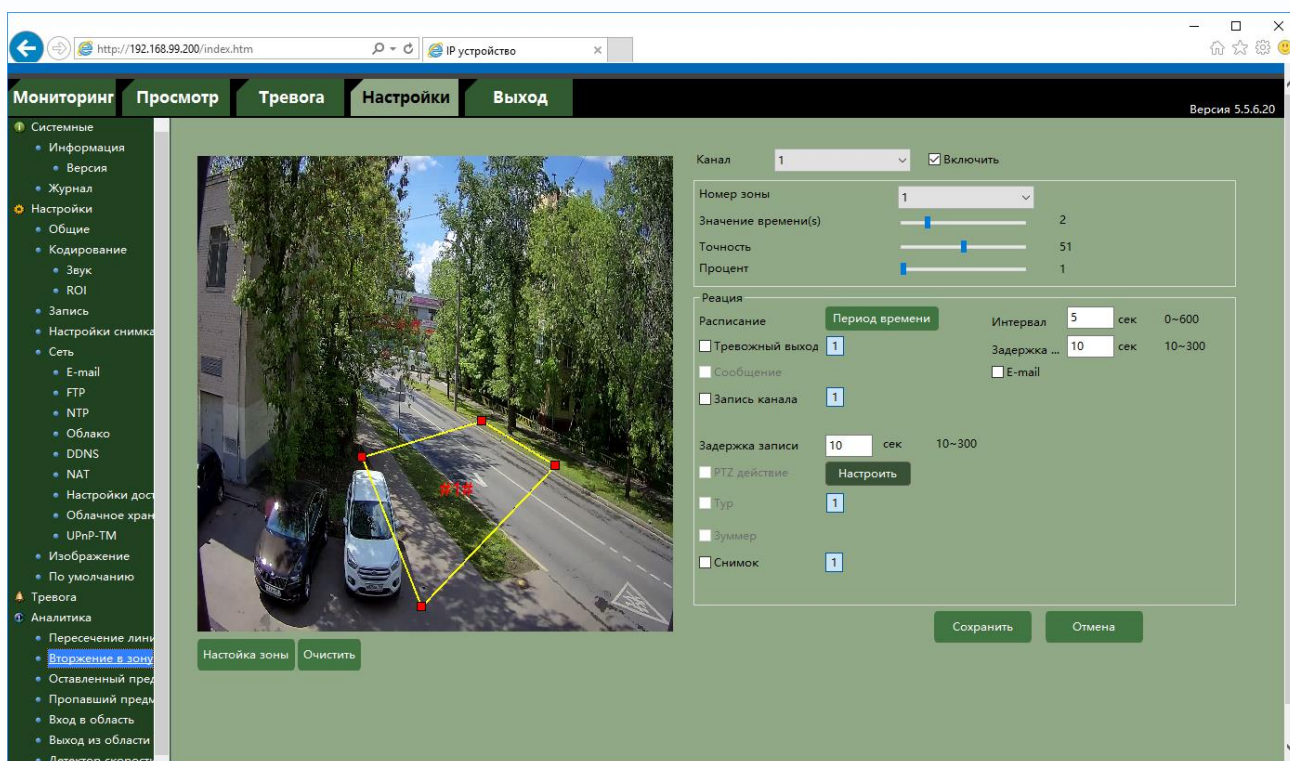 http://192.168.99.200/index.htm
IP устройство
Мониторинг Просмотр Тревога Настройки Выход
Версия 5.5.6.20
Системные
Информация
Версия
Журнал
Настройки
Общие
Кодирование
Звук
ROI
Запись
Настройки снимка
Сеть
E-mail
FTP
NTP
Облако
DDNS
NAT
Настройки дост
Облачное хран
UPnP-TM
Изображение
По умолчанию
Тревога
Аналитика
Пересечение лини
Вторжение в зону
Оставленный пред
Пропавший предм
Вход в область
Выход из области
Детектор скорости
#1#
Настойка зоны Очистить
Канал 1 Включить
Номер зоны 1
Значение времени(s) 2
Точность 51
Процент 1
Реация
Расписание Период времени Интервал 5 сек 0~600
Тревожный выход 1 Задержка ... 10 сек 10~300
Сообщение E-mail
Запись канала 1
Задержка записи 10 сек 10~300
PTZ действие Настроить
Тур 1
Зуммер
Снимок 1
Сохранить Отмена